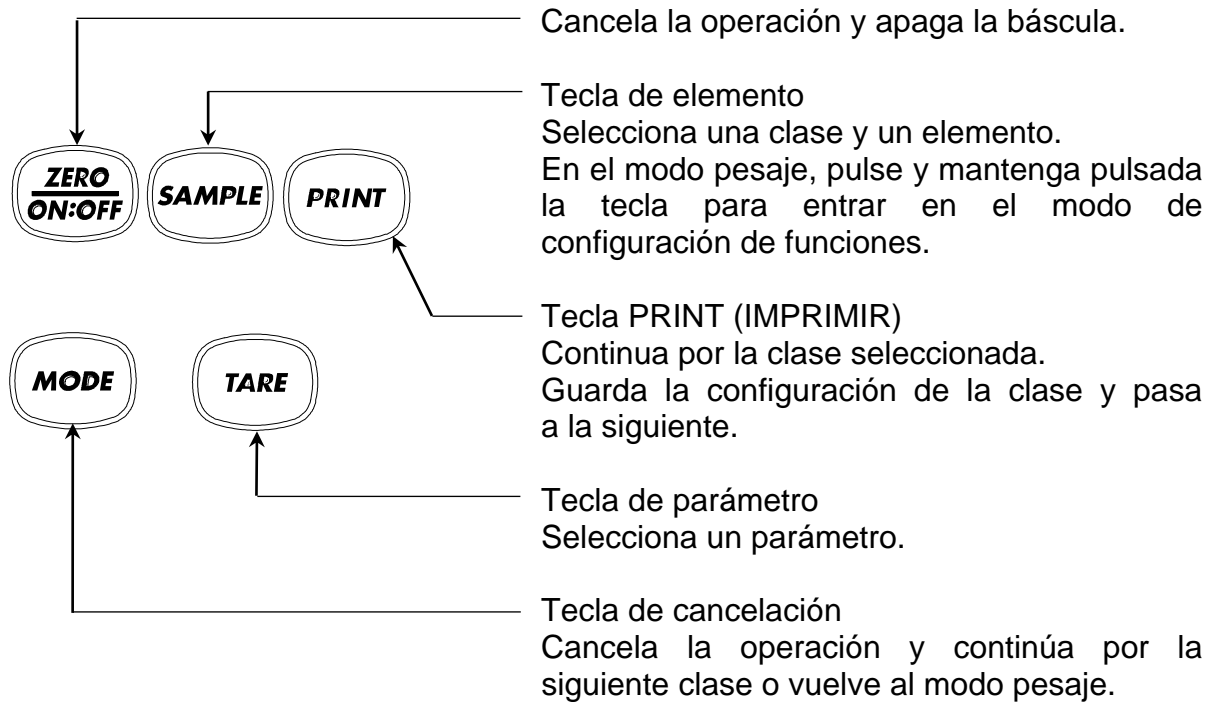 Cancela la operación y apaga la báscula.
Tecla de elemento
Selecciona una clase y un elemento.
En el modo pesaje, pulse y mantenga pulsada
la tecla para entrar en el modo de
configuración de funciones.
ZERO
ON:OFF
SAMPLE
PRINT
Tecla PRINT (IMPRIMIR)
Continua por la clase seleccionada.
Guarda la configuración de la clase y pasa
a la siguiente.
MODE
TARE
Tecla de parámetro
Selecciona un parámetro.
Tecla de cancelación
Cancela la operación y continúa por la
siguiente clase o vuelve al modo pesaje.